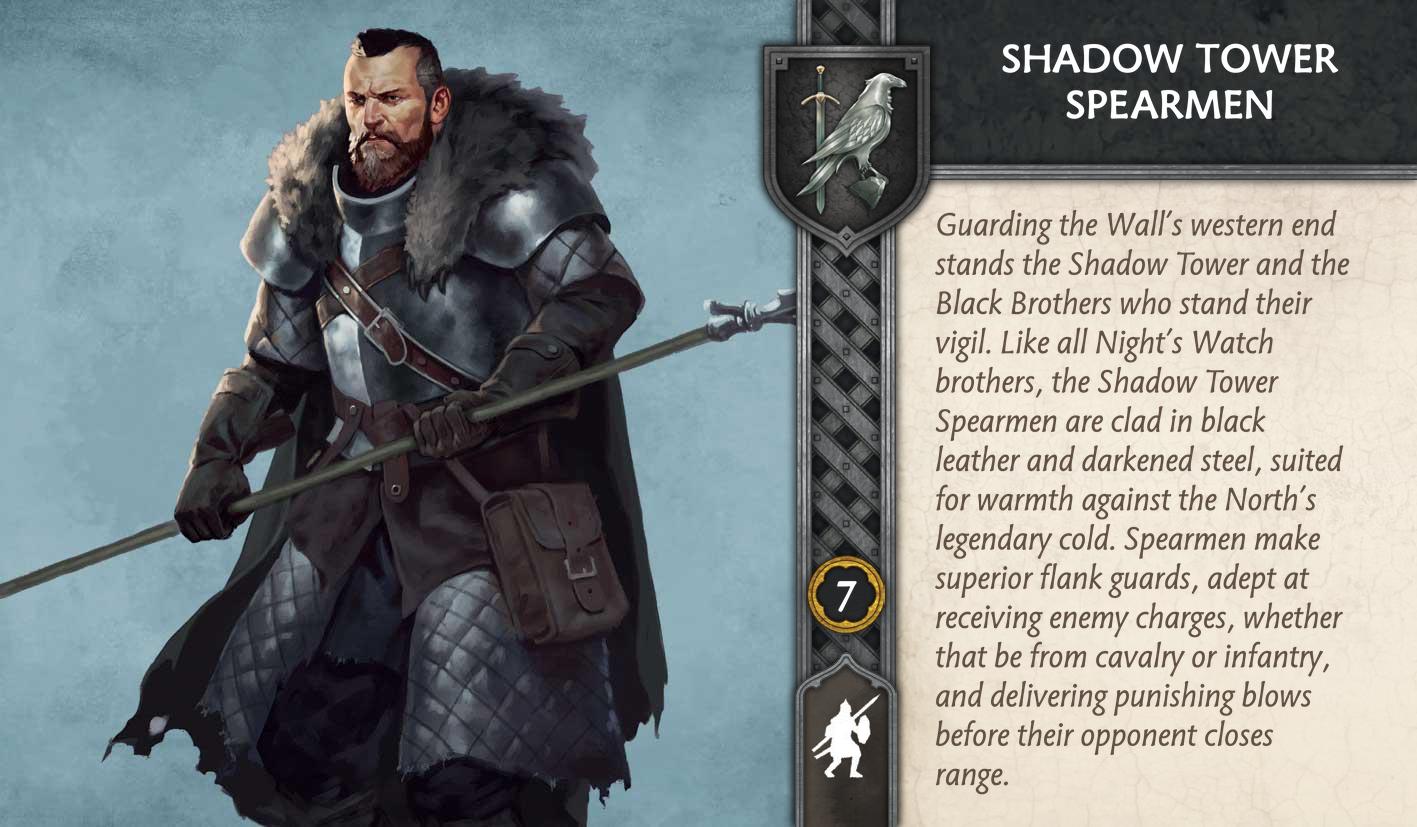 SHADOW TOWER
SPEARMEN
Guarding the Wall's western end
stands the Shadow Tower and the
Black Brothers who stand their
vigil. Like all Night's Watch
brothers, the Shadow Tower
Spearmen are clad in black
leather and darkened steel, suited
for warmth against the North's
legendary cold. Spearmen make
superior flank guards, adept at
receiving enemy charges, whether
that be from cavalry or infantry,
and delivering punishing blows
before their opponent closes
range.
7